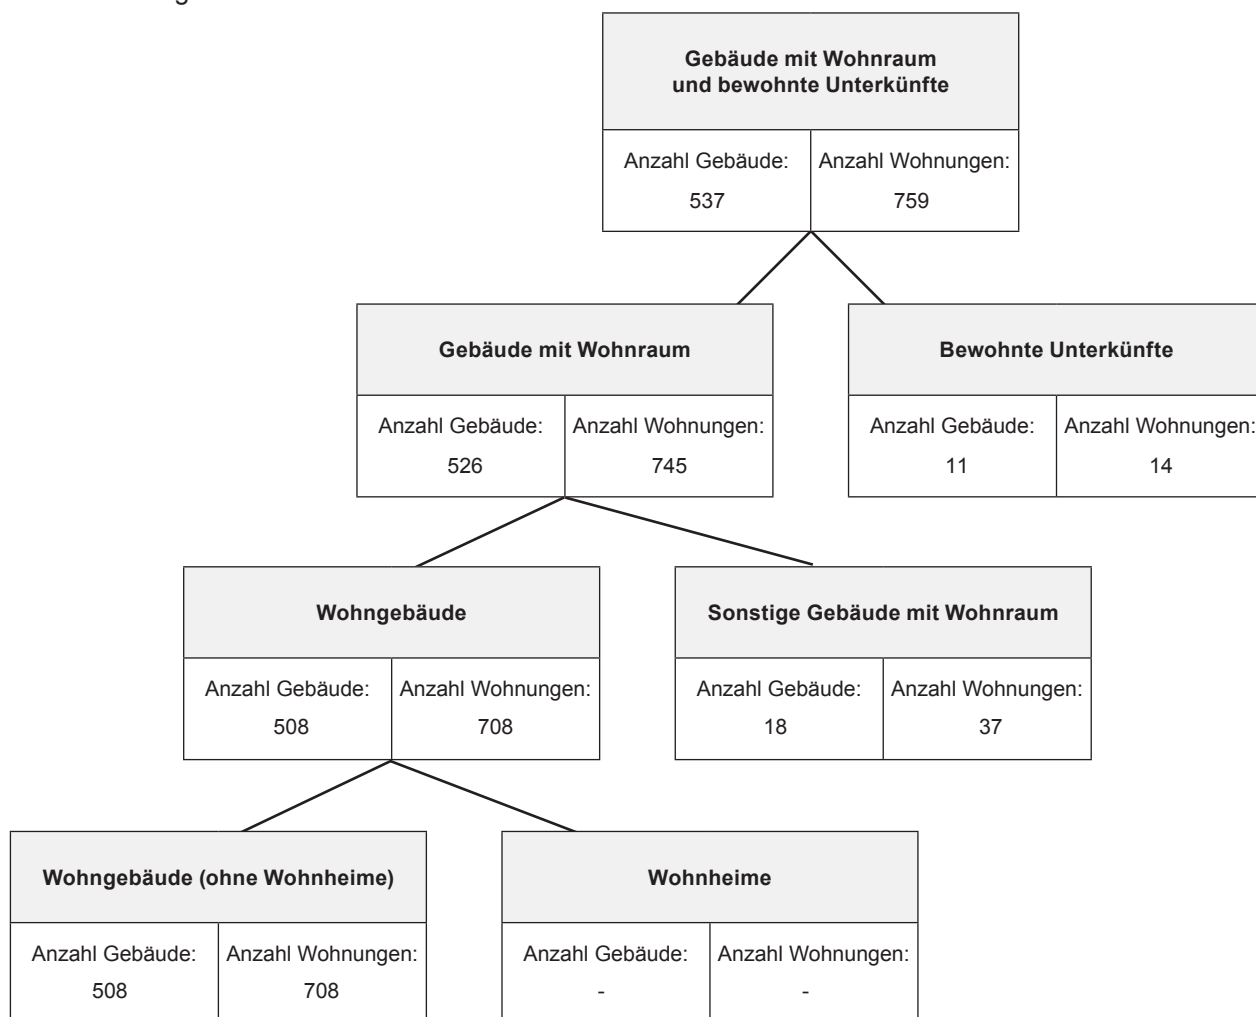 Gebäude mit Wohnraum
und bewohnte Unterkünfte
Anzahl Gebäude: Anzahl Wohnungen:
537 759
Gebäude mit Wohnraum Bewohnte Unterkünfte
Anzahl Gebäude: Anzahl Wohnungen: Anzahl Gebäude: Anzahl Wohnungen:
526 745 11 14
Wohngebäude Sonstige Gebäude mit Wohnraum
Anzahl Gebäude: Anzahl Wohnungen: Anzahl Gebäude: Anzahl Wohnungen:
508 708 18 37
Wohngebäude (ohne Wohnheime) Wohnheime
Anzahl Gebäude: Anzahl Wohnungen: Anzahl Gebäude: Anzahl Wohnungen:
508 708 - -